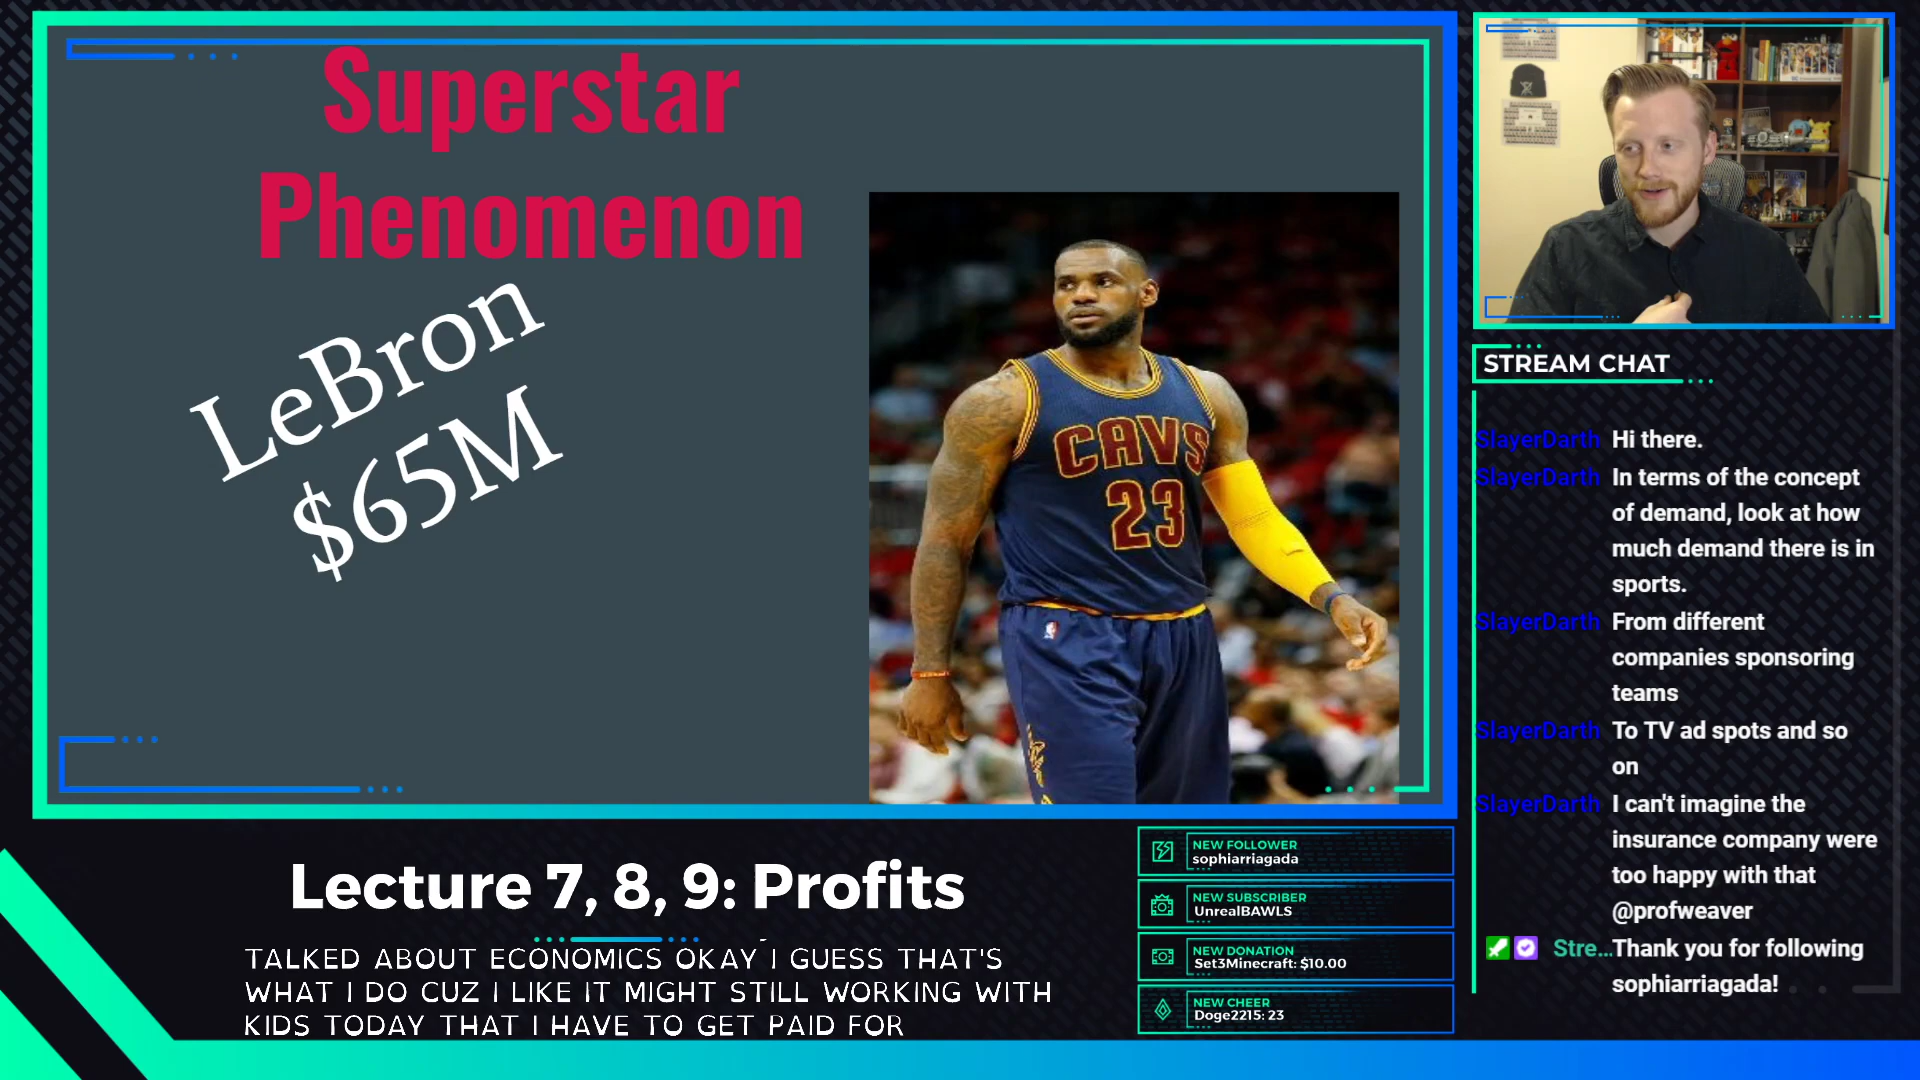 Superstar
Phenomenon
LeBron
$65M
CAVS
23
Lecture 7, 8, 9: Profits
TALKED ABOUT ECONOMICS OKAY I GUESS THAT'S
WHAT I DO CUZ I LIKE IT MIGHT STILL WORKING WITH
KIDS TODAY THAT I HAVE TO GET PAID FOR
NEW FOLLOWER
sophiarriagada
NEW SUBSCRIBER
UnrealBAWLS
NEW DONATION
Set3Minecraft: $10.00
NEW CHEER
Doge2215: 23
STREAM CHAT
SlayerDarth Hi there.
SlayerDarth In terms of the concept
of demand, look at how
much demand there is in
sports.
SlayerDarth From different
companies sponsoring
teams
SlayerDarth To TV ad spots and so
on
SlayerDarth I can't imagine the
insurance company were
too happy with that
@profweaver
Stre...Thank you for following
sophiarriagada!